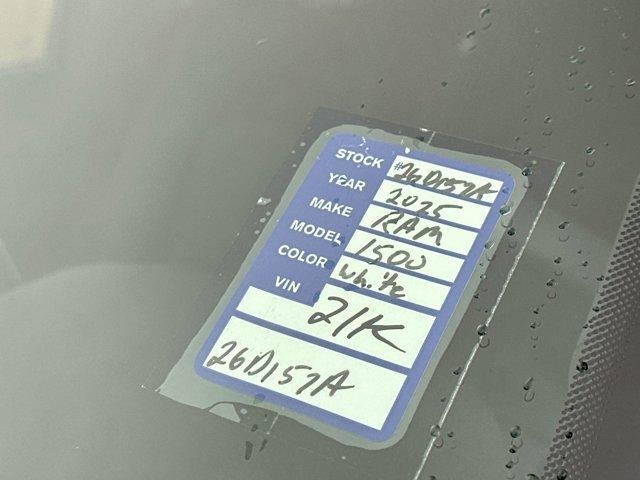 STOCK #26D157A
YEAR 2025
MAKE RAM
MODEL 1500
COLOR White
VIN 21K
26D157A